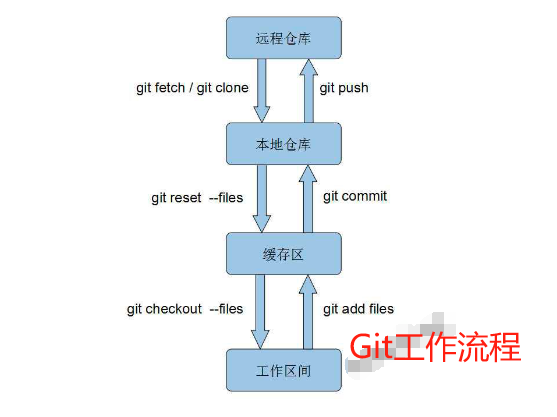 远程仓库
git fetch / git clone
git push
本地仓库
git reset --files
git commit
缓存区
git checkout --files
git add files
Git工作流程
工作区间